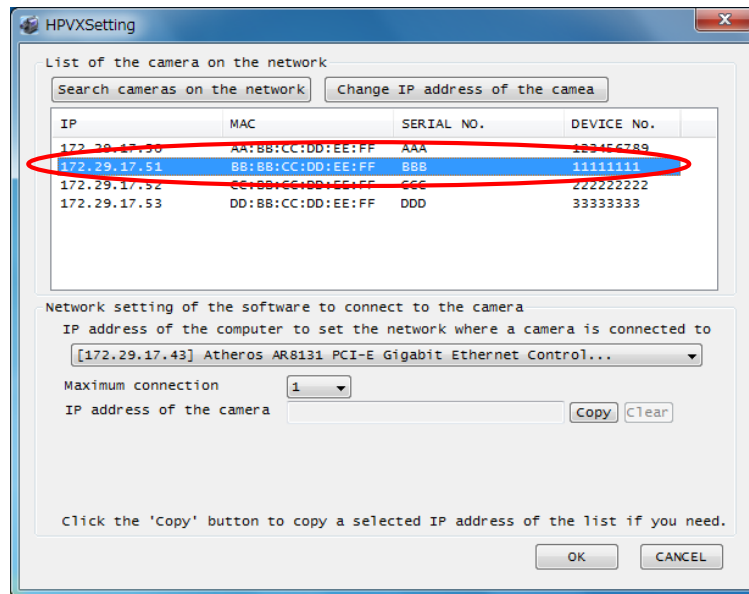 HPVXSetting
List of the camera on the network
Search cameras on the network Change IP address of the camea
IP MAC SERIAL NO. DEVICE No.
172.29.17.50 AA:BB:CC:DD:EE:FF AAA 123456789
172.29.17.51 BB:BB:CC:DD:EE:FF BBB 11111111
172.29.17.52 CC:BB:CC:DD:EE:FF CCC 222222222
172.29.17.53 DD:BB:CC:DD:EE:FF DDD 33333333
Network setting of the software to connect to the camera
IP address of the computer to set the network where a camera is connected to
[172.29.17.43] Atheros AR8131 PCI-E Gigabit Ethernet Control...
Maximum connection 1
IP address of the camera Copy Clear
Click the 'Copy' button to copy a selected IP address of the list if you need.
OK CANCEL